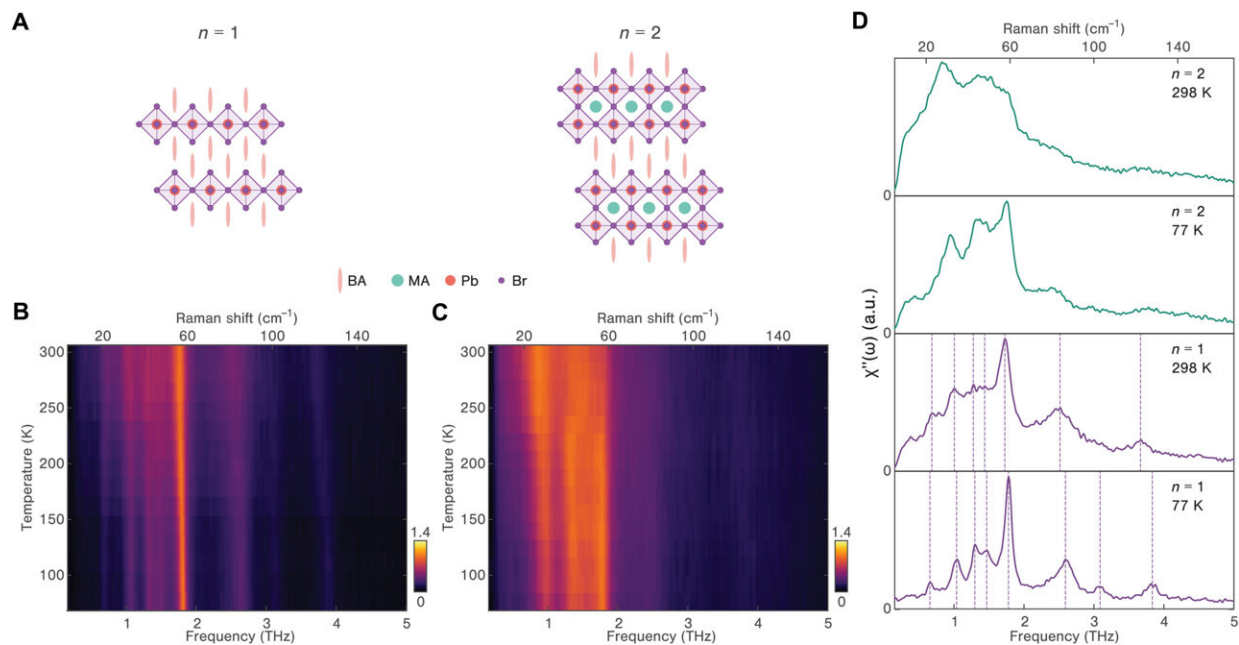 A
n = 1
n = 2
BA MA Pb Br
B
Raman shift (cm⁻¹)
20 60 100 140
300
250
200
150
100
Temperature (K)
1.4
0
1 2 3 4 5
Frequency (THz)
C
Raman shift (cm⁻¹)
20 60 100 140
300
250
200
150
100
Temperature (K)
1.4
0
1 2 3 4 5
Frequency (THz)
D
Raman shift (cm⁻¹)
20 60 100 140
n = 2
298 K
0
n = 2
77 K
0
n = 1
298 K
0
n = 1
77 K
0
χ''(ω) (a.u.)
1 2 3 4 5
Frequency (THz)